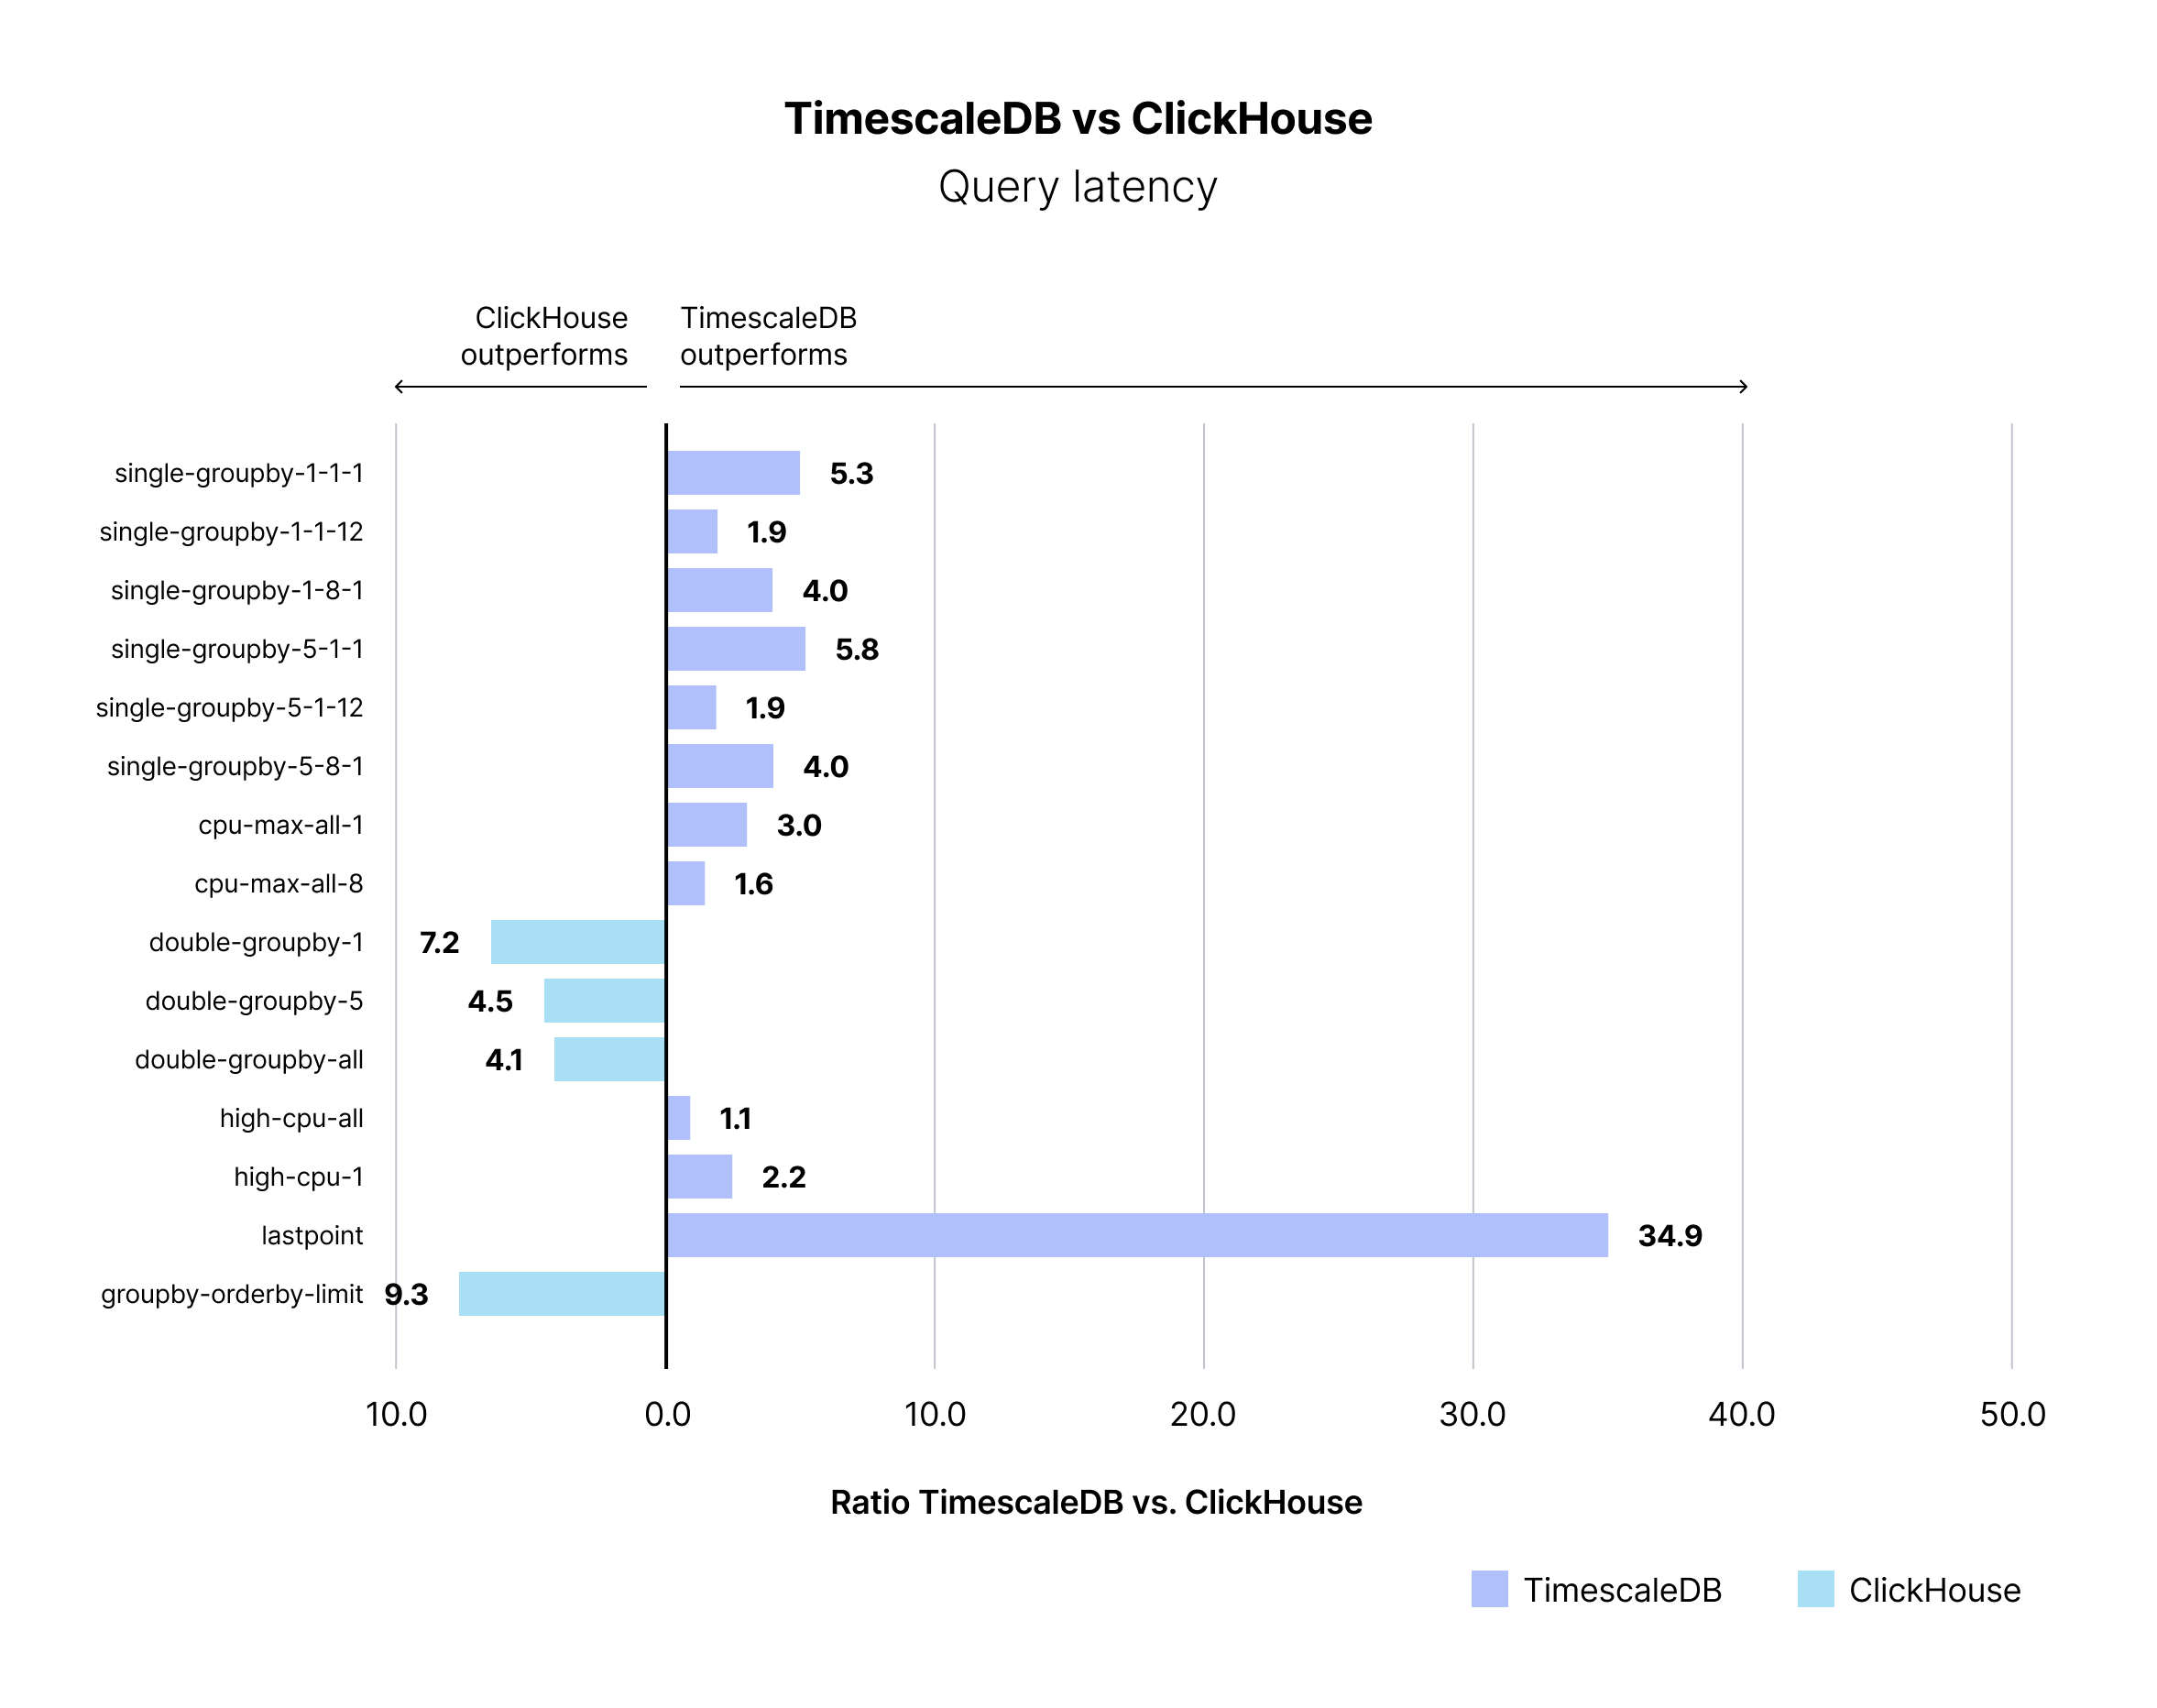 TimescaleDB vs ClickHouse
Query latency
ClickHouse
outperforms
TimescaleDB
outperforms
single-groupby-1-1-1 5.3
single-groupby-1-1-12 1.9
single-groupby-1-8-1 4.0
single-groupby-5-1-1 5.8
single-groupby-5-1-12 1.9
single-groupby-5-8-1 4.0
cpu-max-all-1 3.0
cpu-max-all-8 1.6
double-groupby-1 7.2
double-groupby-5 4.5
double-groupby-all 4.1
high-cpu-all 1.1
high-cpu-1 2.2
lastpoint 34.9
groupby-orderby-limit 9.3
10.0 0.0 10.0 20.0 30.0 40.0 50.0
Ratio TimescaleDB vs. ClickHouse
TimescaleDB ClickHouse